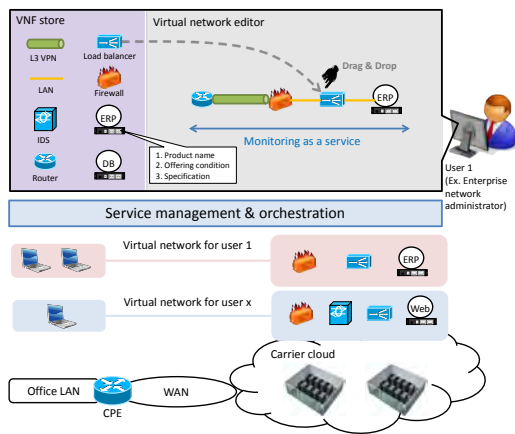 VNF store
Virtual network editor
L3 VPN
Load balancer
Drag & Drop
LAN
Firewall
ERP
ERP
IDS
Monitoring as a service
1. Product name
2. Offering condition
3. Specification
DB
Router
User 1
(Ex. Enterprise
network
administrator)
Service management & orchestration
Virtual network for user 1
ERP
Virtual network for user x
Web
Carrier cloud
Office LAN
WAN
CPE